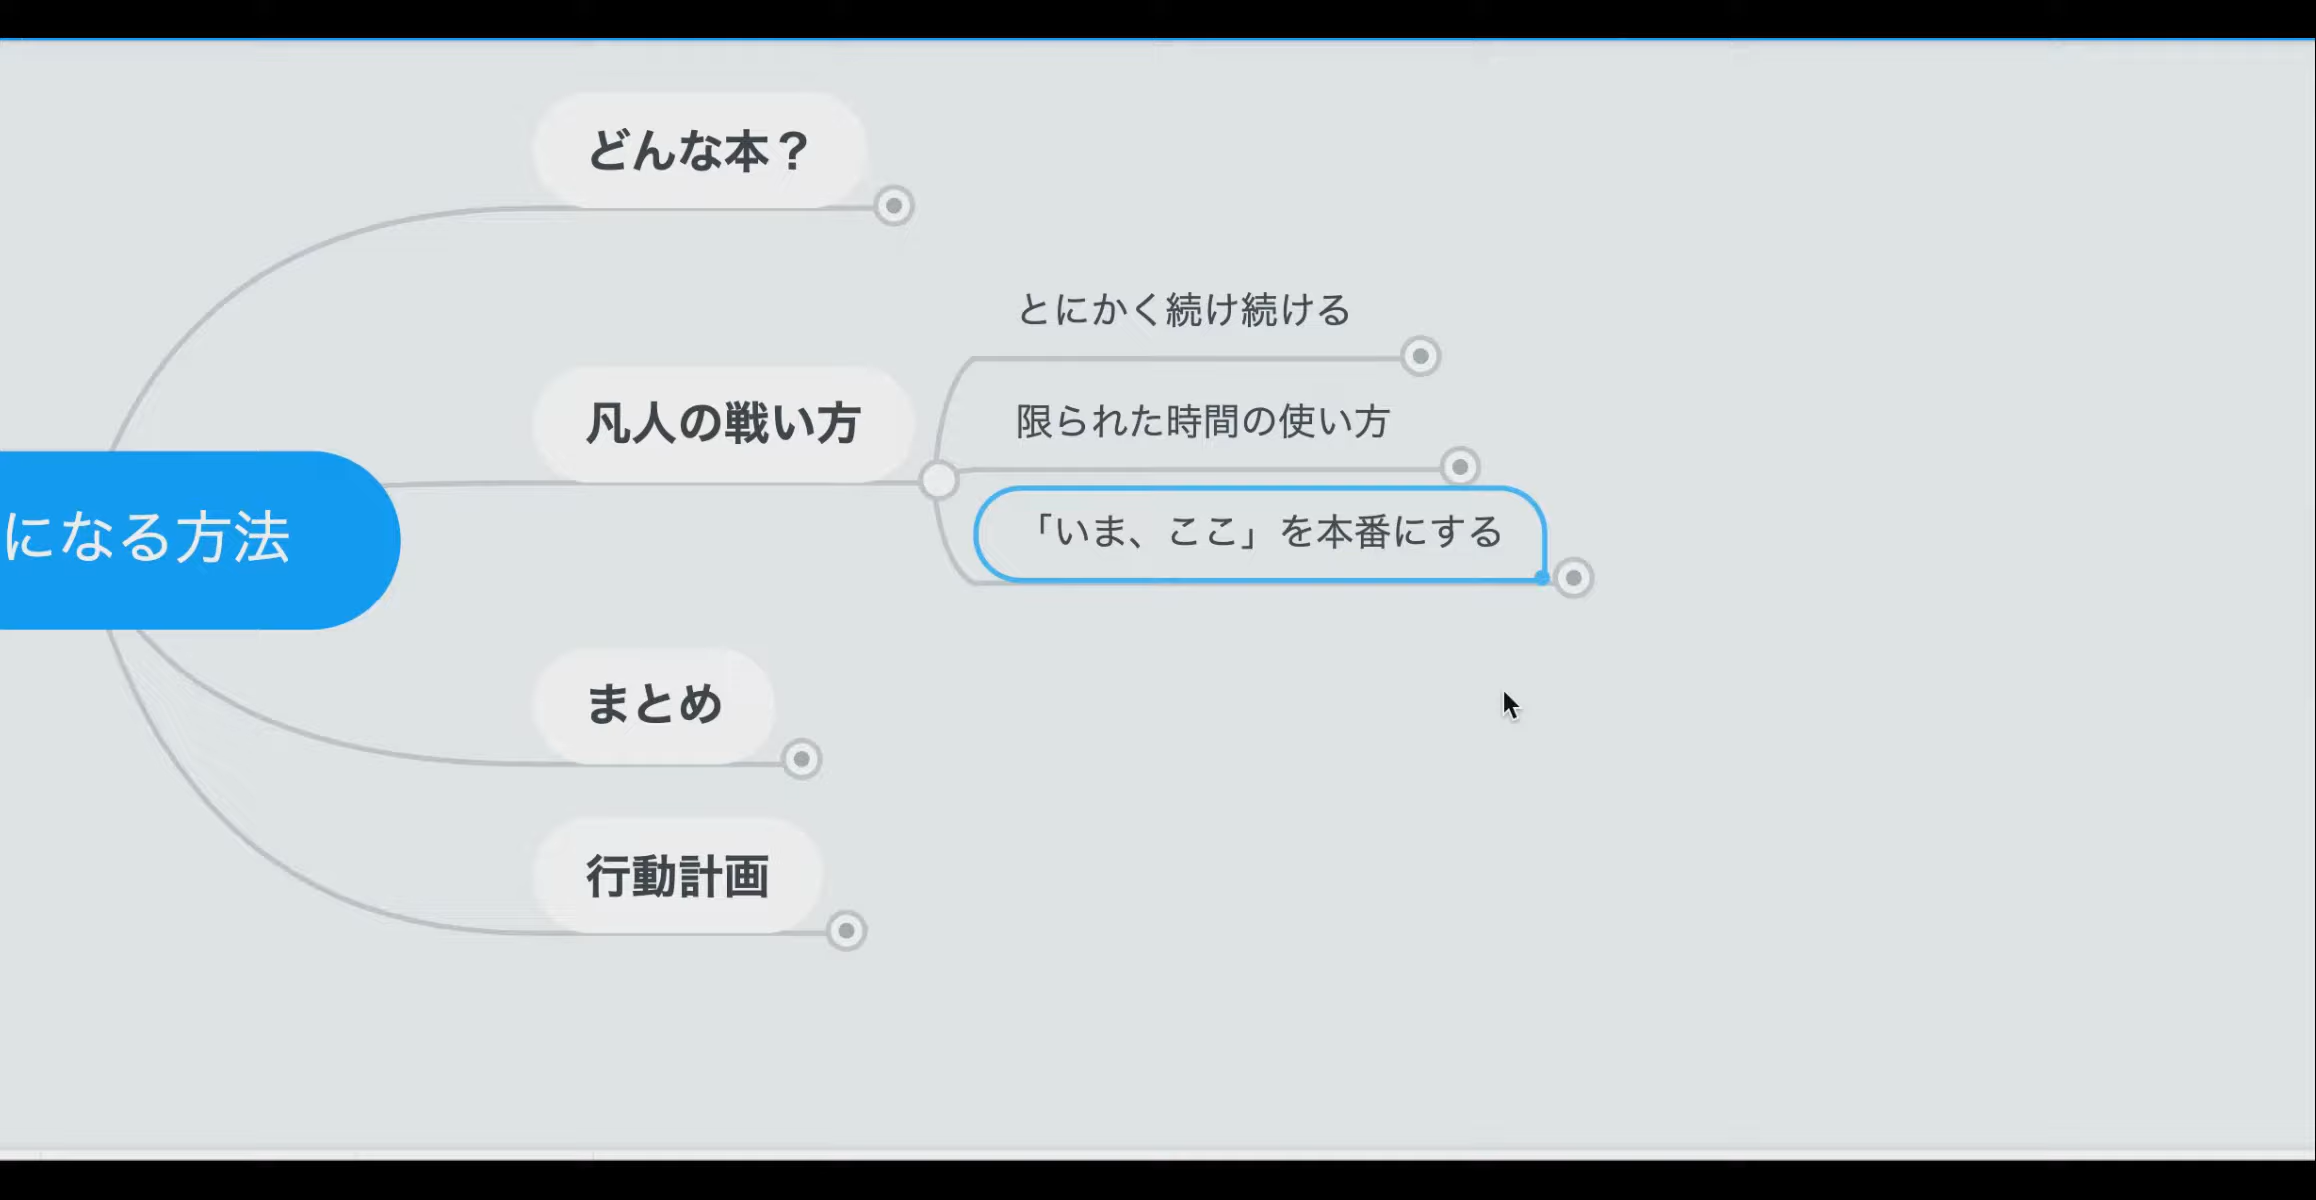 どんな本？
とにかく続け続ける
凡人の戦い方
限られた時間の使い方
「いま、ここ」を本番にする
になる方法
まとめ
行動計画